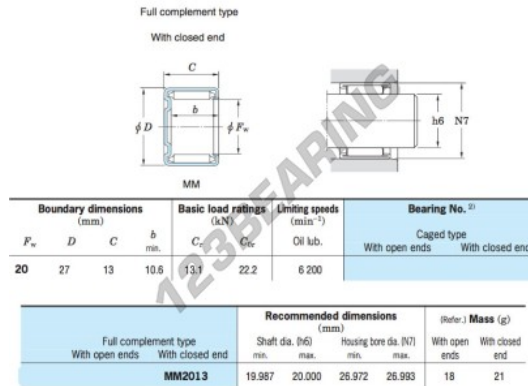 Full complement type
With closed end
C
b
φD
φFw
h6
N7
MM
123BEARING
Boundary dimensions (mm) Basic load ratings (kN) Limiting speeds (min⁻¹) Bearing No. 2)
Fw D C b min. Cr C0r Oil lub. Caged type
With open ends With closed end
20 27 13 10.6 13.1 22.2 6 200
Recommended dimensions (mm) (Refer.) Mass (g)
Full complement type Shaft dia. (h6) Housing bore dia. (N7) With open ends With closed end
With open ends With closed end min. max. min. max.
MM2013 19.987 20.000 26.972 26.993 18 21